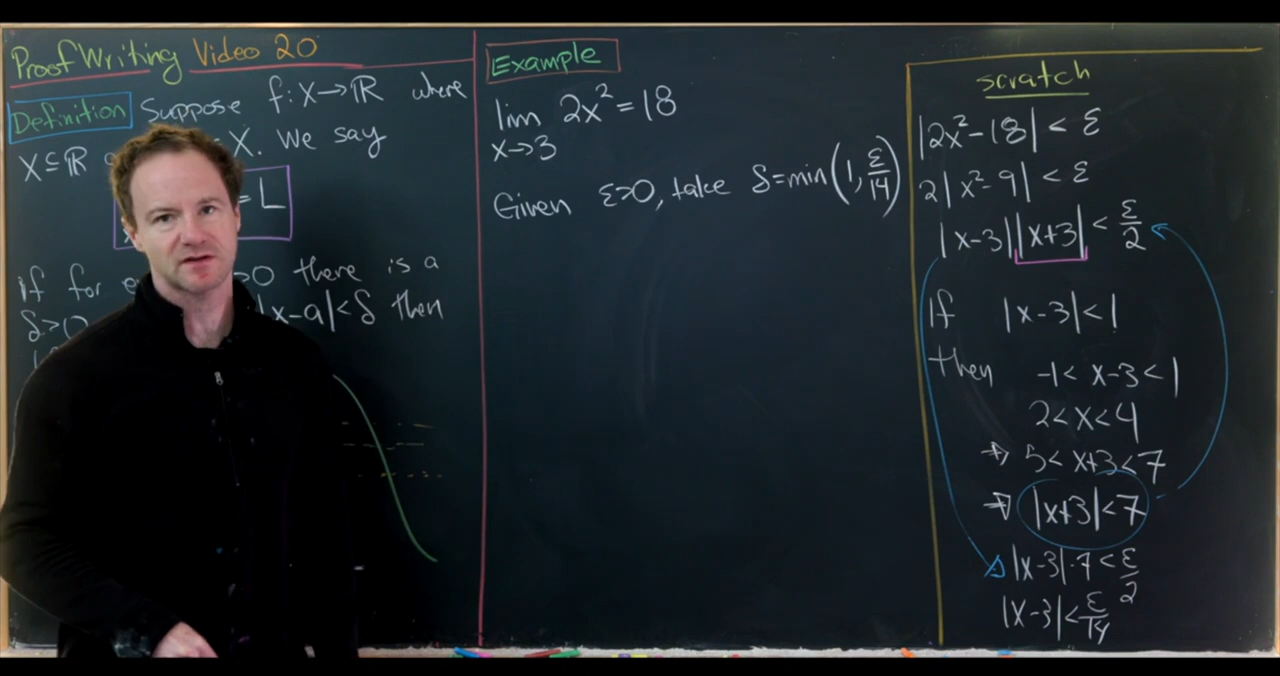 Proof Writing Video 20
Definition Suppose f: X→ℝ where
X⊆ℝ X. We say
= L
If for >0 there is a
δ>0 |x-a|<δ then
Example
lim 2x² = 18
x→3
Given ε>0, take δ=min(1, ε/14)
scratch
|2x²-18| < ε
2|x²-9| < ε
|x-3||x+3| < ε/2
If |x-3|<1
then -1< x-3 <1
2<x<4
⇒ 5<x+3<7
⇒ |x+3|<7
|x-3|·7<ε/2
|x-3|<ε/14